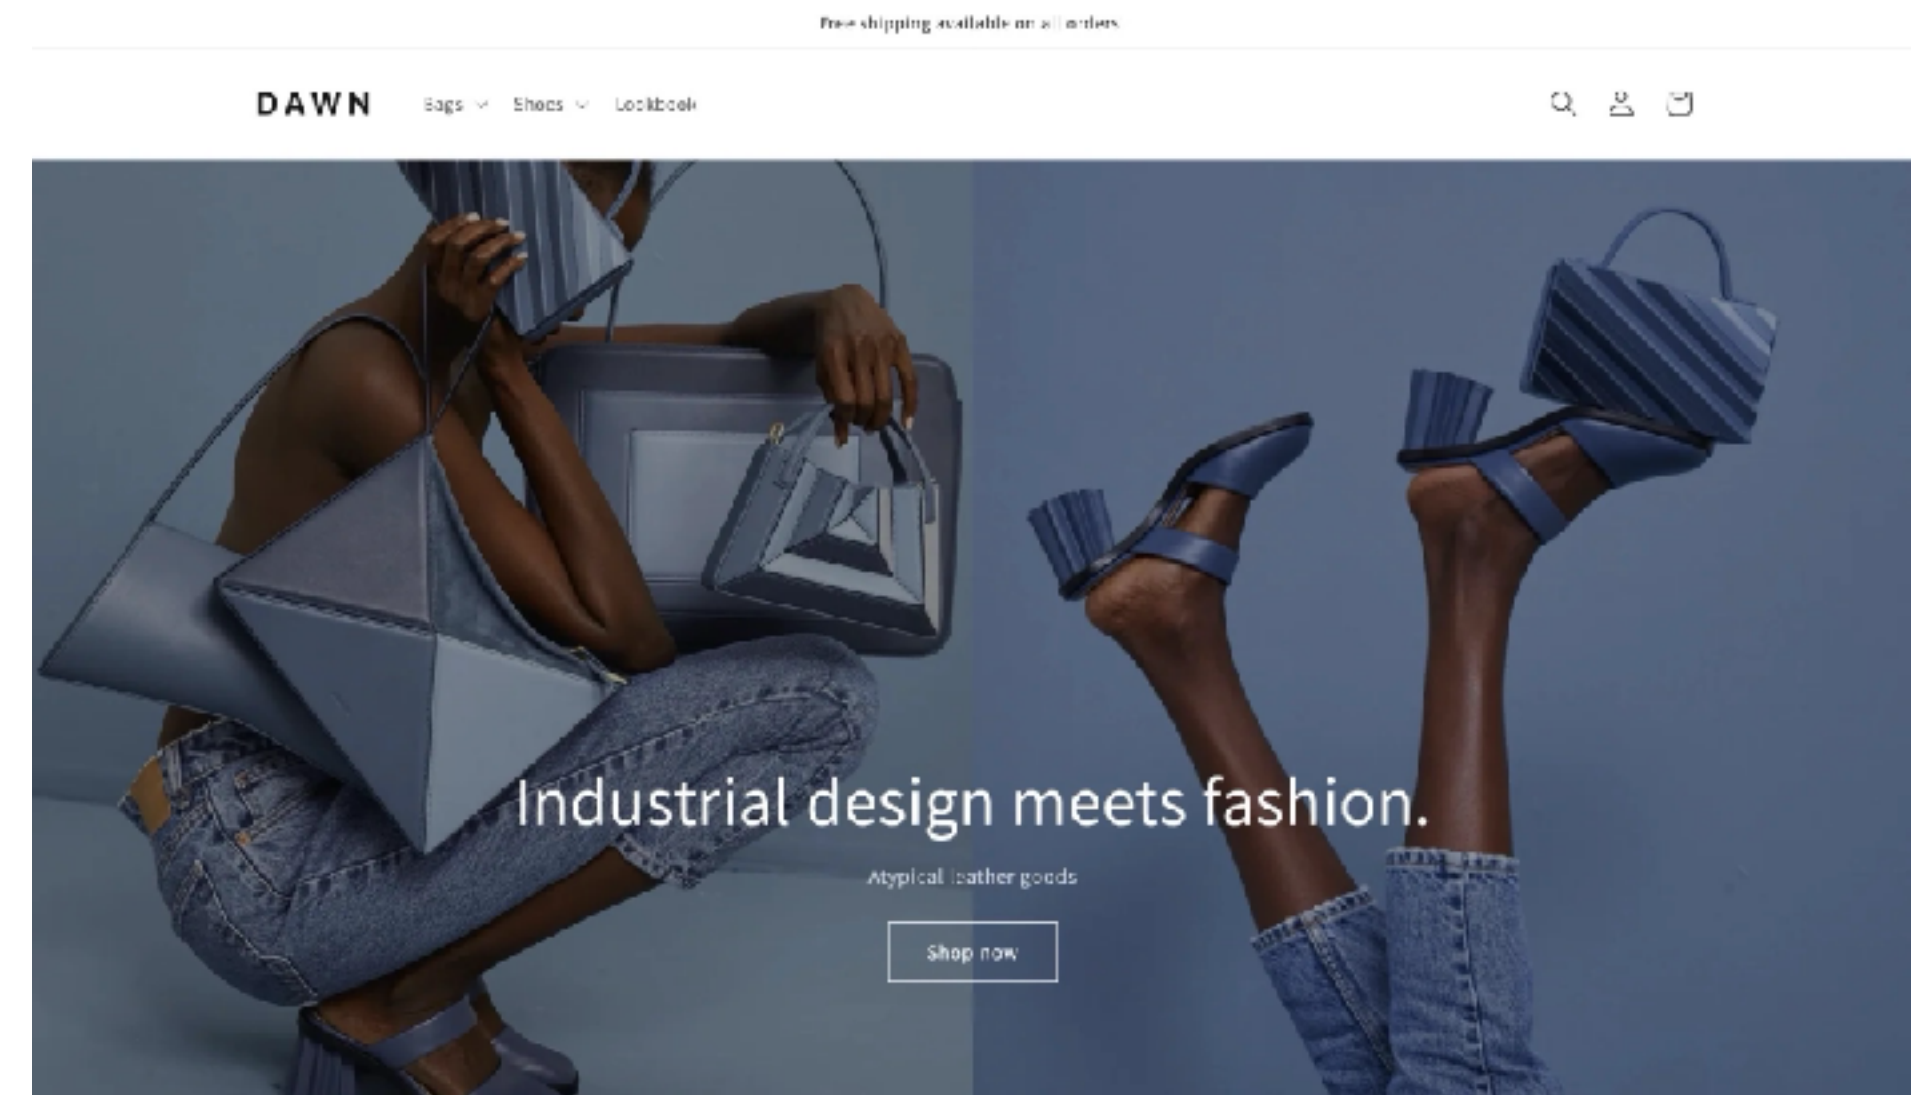 Free shipping available on all orders
DAWN Bags Shoes Lookbook
Industrial design meets fashion.
Atypical leather goods
Shop now